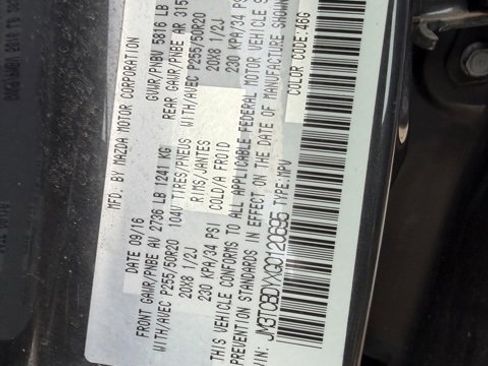 MFD. BY MAZDA MOTOR CORPORATION
DATE 09/16 GVWR/PNBV 5816 LB
FRONT GAWR/PNBE AV 2736 LB 1241 KG REAR GAWR/PNBE AR 315
WITH/AVEC P255/50R20 104V TIRES/PNEUS WITH/AVEC P255/50R20
20X8 1/2J RIMS/JANTES 20X8 1/2J
230 KPA/34 PSI COLD/A FROID 230 KPA/34 PSI
THIS VEHICLE CONFORMS TO ALL APPLICABLE FEDERAL MOTOR VEHICLE
PREVENTION STANDARDS IN EFFECT ON THE DATE OF MANUFACTURE SHOWN
VIN: JM3TCBDYXG0120695 TYPE:MPV COLOR CODE:46G